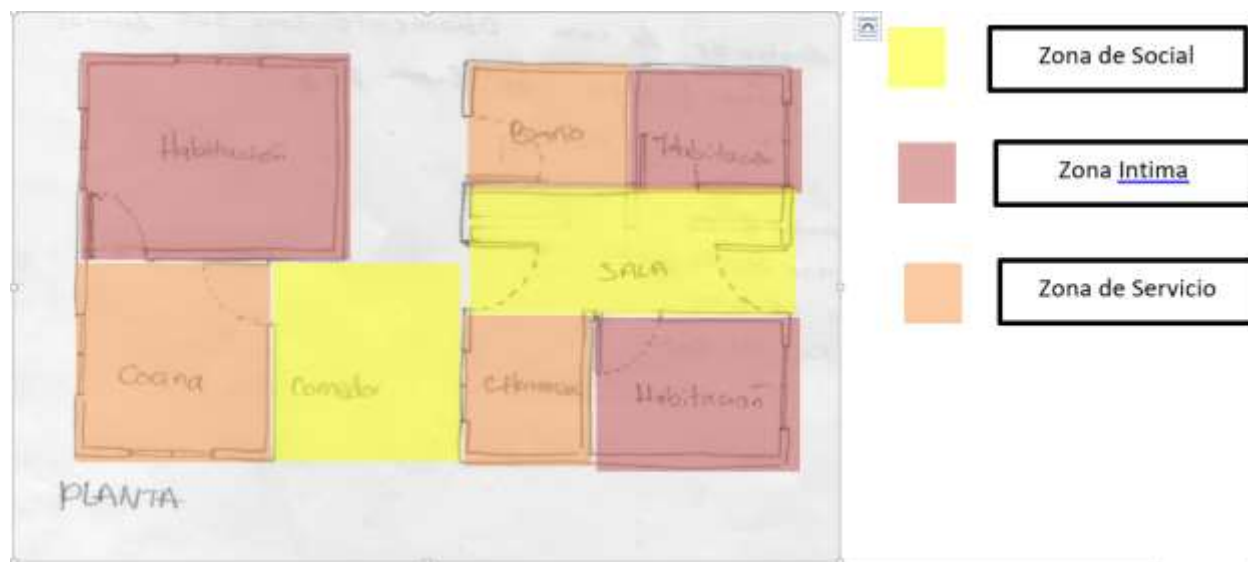 Habitación
Baño
Habitación
SALA
Cocina
Comedor
Habitación
PLANTA
Zona de Social
Zona Intima
Zona de Servicio